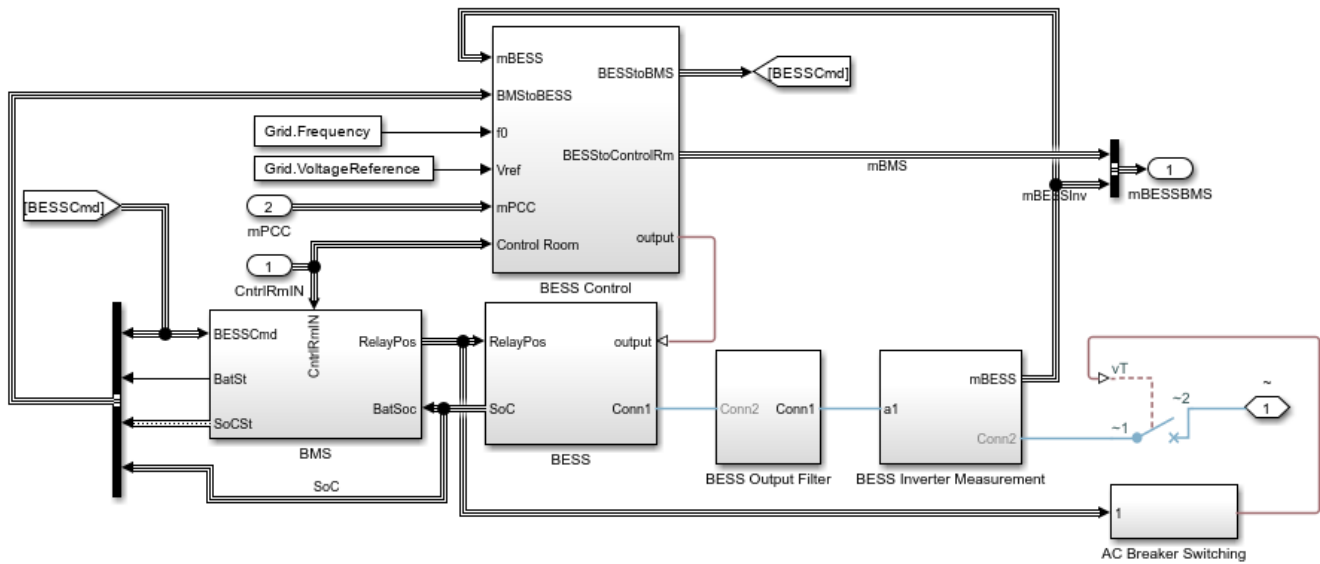 mBESS
BMStoBESS
f0
Vref
mPCC
Control Room
BESStoBMS
BESStoControlRm
output
BESS Control
[BESSCmd]
Grid.Frequency
Grid.VoltageReference
2
mPCC
1
CntrlRmIN
[BESSCmd]
mBMS
mBESSInv
1
mBESSBMS
BESSCmd
BatSt
SoCSt
CntrlRmIN
RelayPos
BatSoc
BMS
SoC
RelayPos
SoC
output
Conn1
BESS
Conn2
Conn1
BESS Output Filter
a1
mBESS
Conn2
BESS Inverter Measurement
vT
~1
~2
~
1
1
AC Breaker Switching